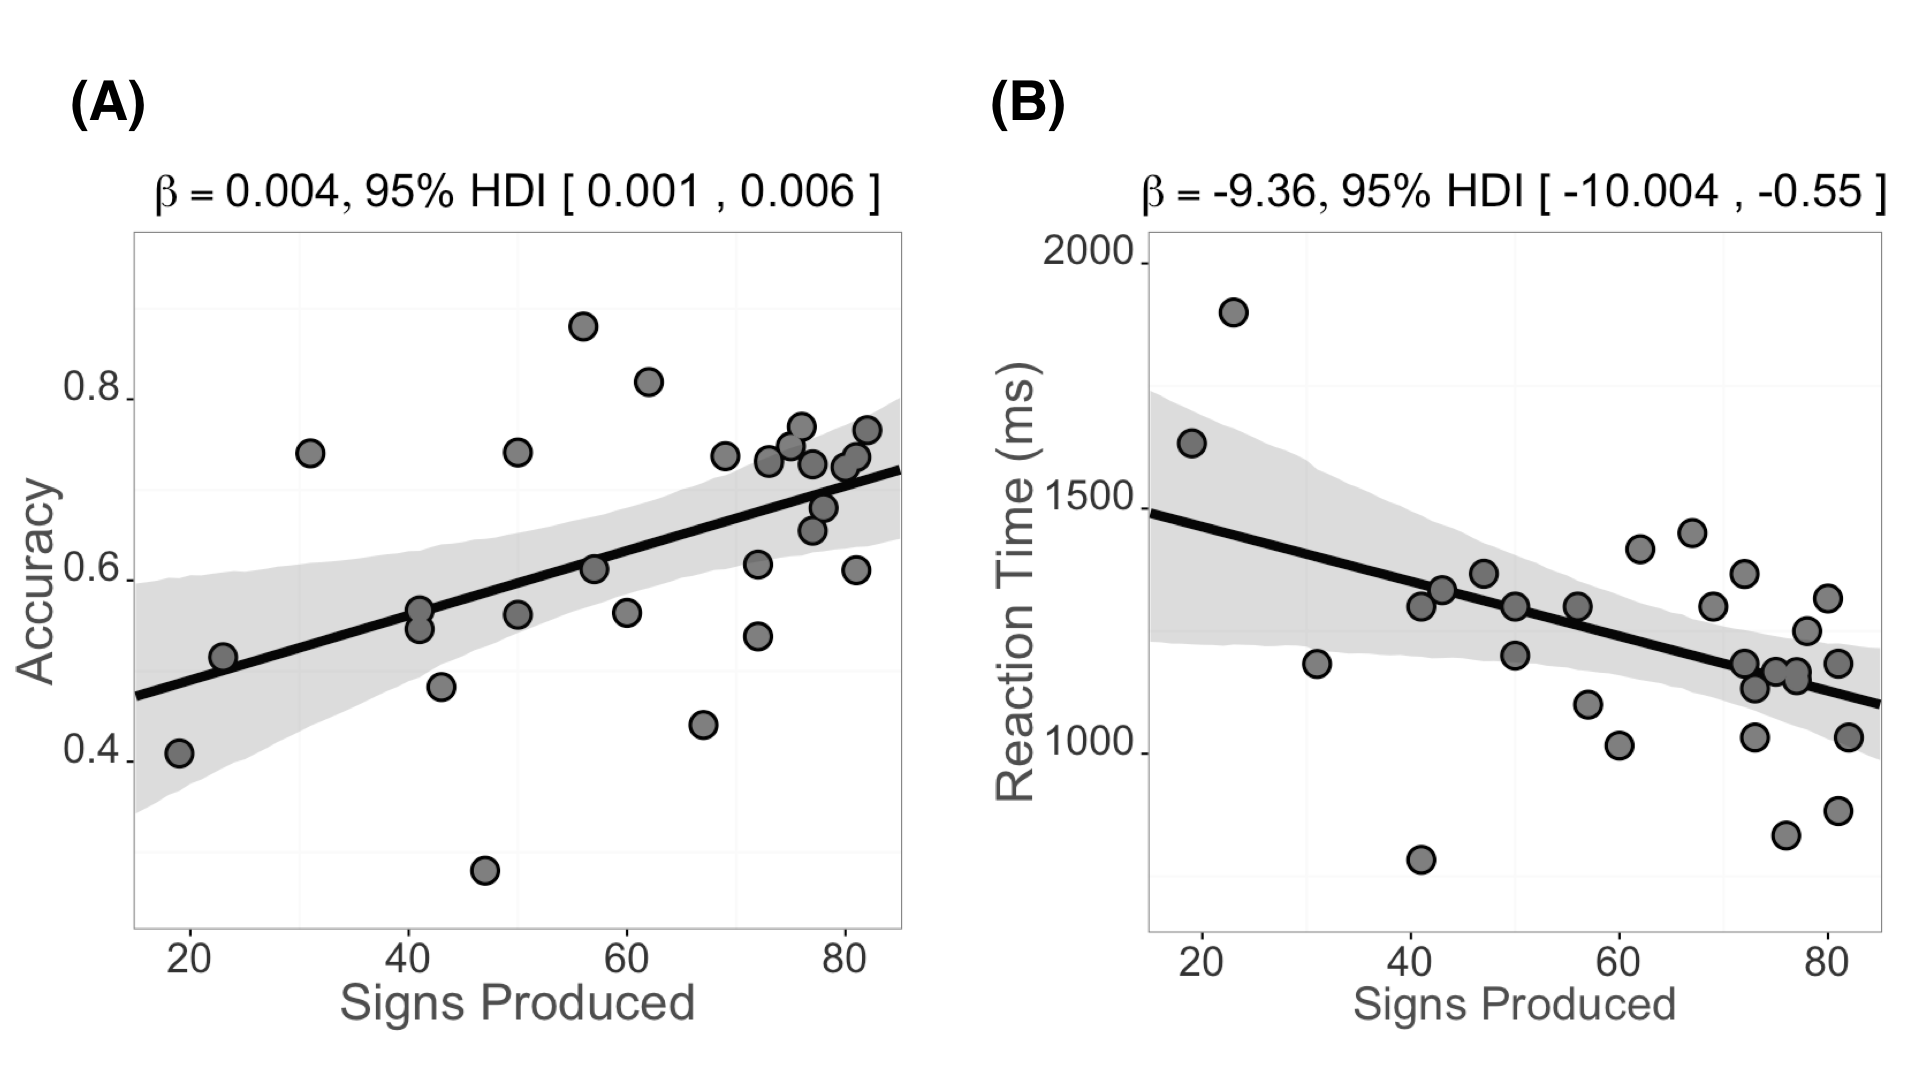 (A)
β = 0.004, 95% HDI [ 0.001 , 0.006 ]
Accuracy
0.8
0.6
0.4
20 40 60 80
Signs Produced
(B)
β = -9.36, 95% HDI [ -10.004 , -0.55 ]
Reaction Time (ms)
2000
1500
1000
20 40 60 80
Signs Produced